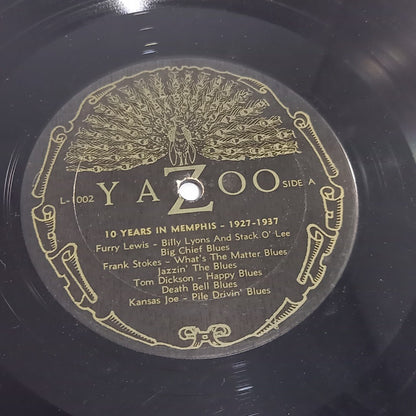 L-1002 YAZOO SIDE A
10 YEARS IN MEMPHIS - 1927-1937
Furry Lewis - Billy Lyons And Stack O' Lee
Big Chief Blues
Frank Stokes - What's The Matter Blues
Jazzin' The Blues
Tom Dickson - Happy Blues
Death Bell Blues
Kansas Joe - Pile Drivin' Blues